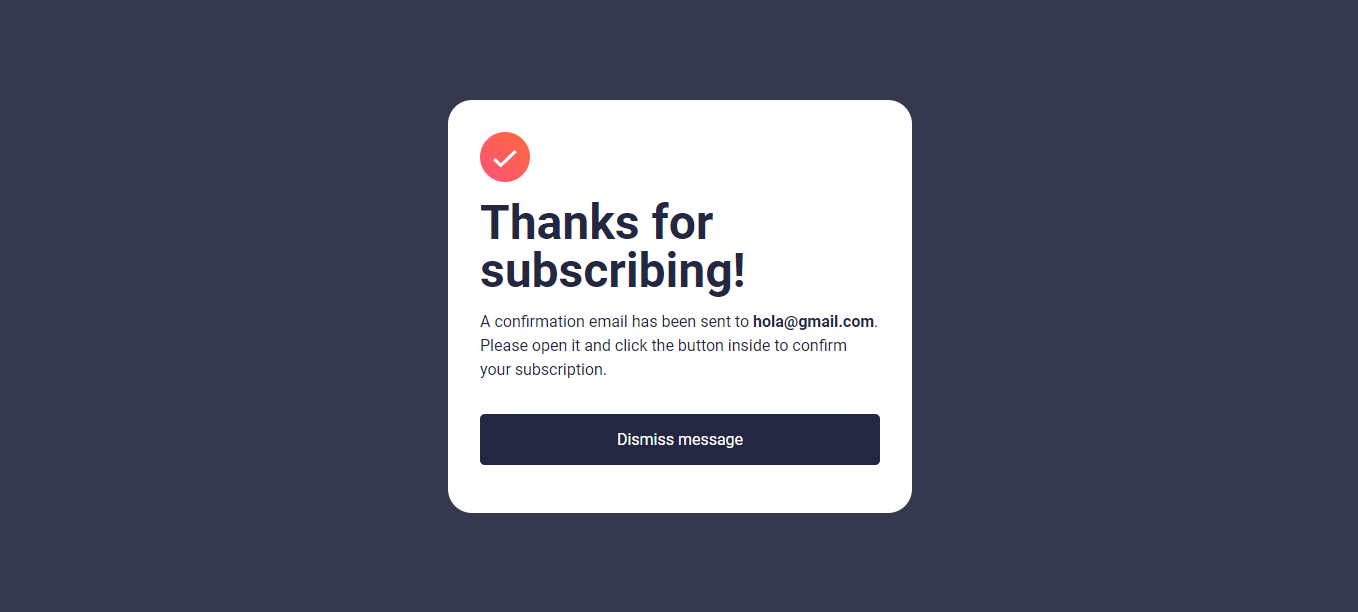 Thanks for
subscribing!
A confirmation email has been sent to hola@gmail.com.
Please open it and click the button inside to confirm
your subscription.
Dismiss message